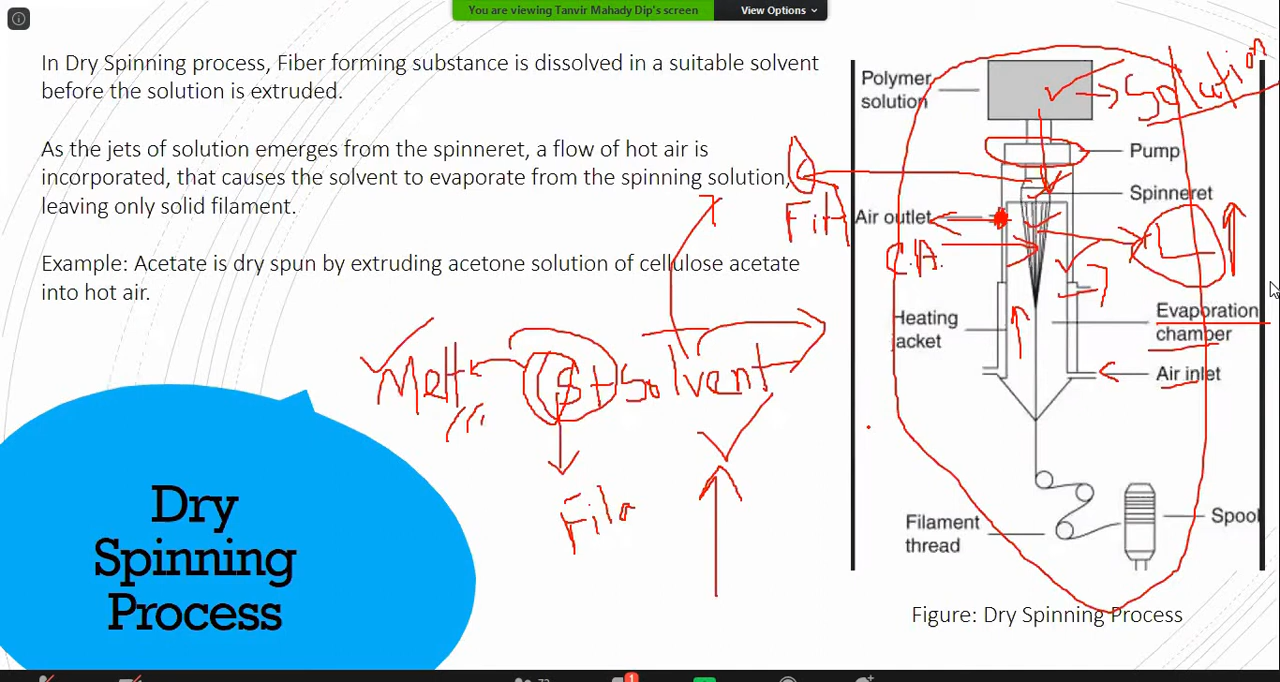 You are viewing Tanvir Mahady Dip's screen
View Options
In Dry Spinning process, Fiber forming substance is dissolved in a suitable solvent
before the solution is extruded.
As the jets of solution emerges from the spinneret, a flow of hot air is
incorporated, that causes the solvent to evaporate from the spinning solution,
leaving only solid filament.
Example: Acetate is dry spun by extruding acetone solution of cellulose acetate
into hot air.
Melt
S + Solvent
Fila
Dry
Spinning
Process
Polymer
solution
Solution
Pump
Spinneret
Air outlet
C.A.
Heating
jacket
Evaporation
chamber
Air inlet
Filament
thread
Spool
Figure: Dry Spinning Process
72
1